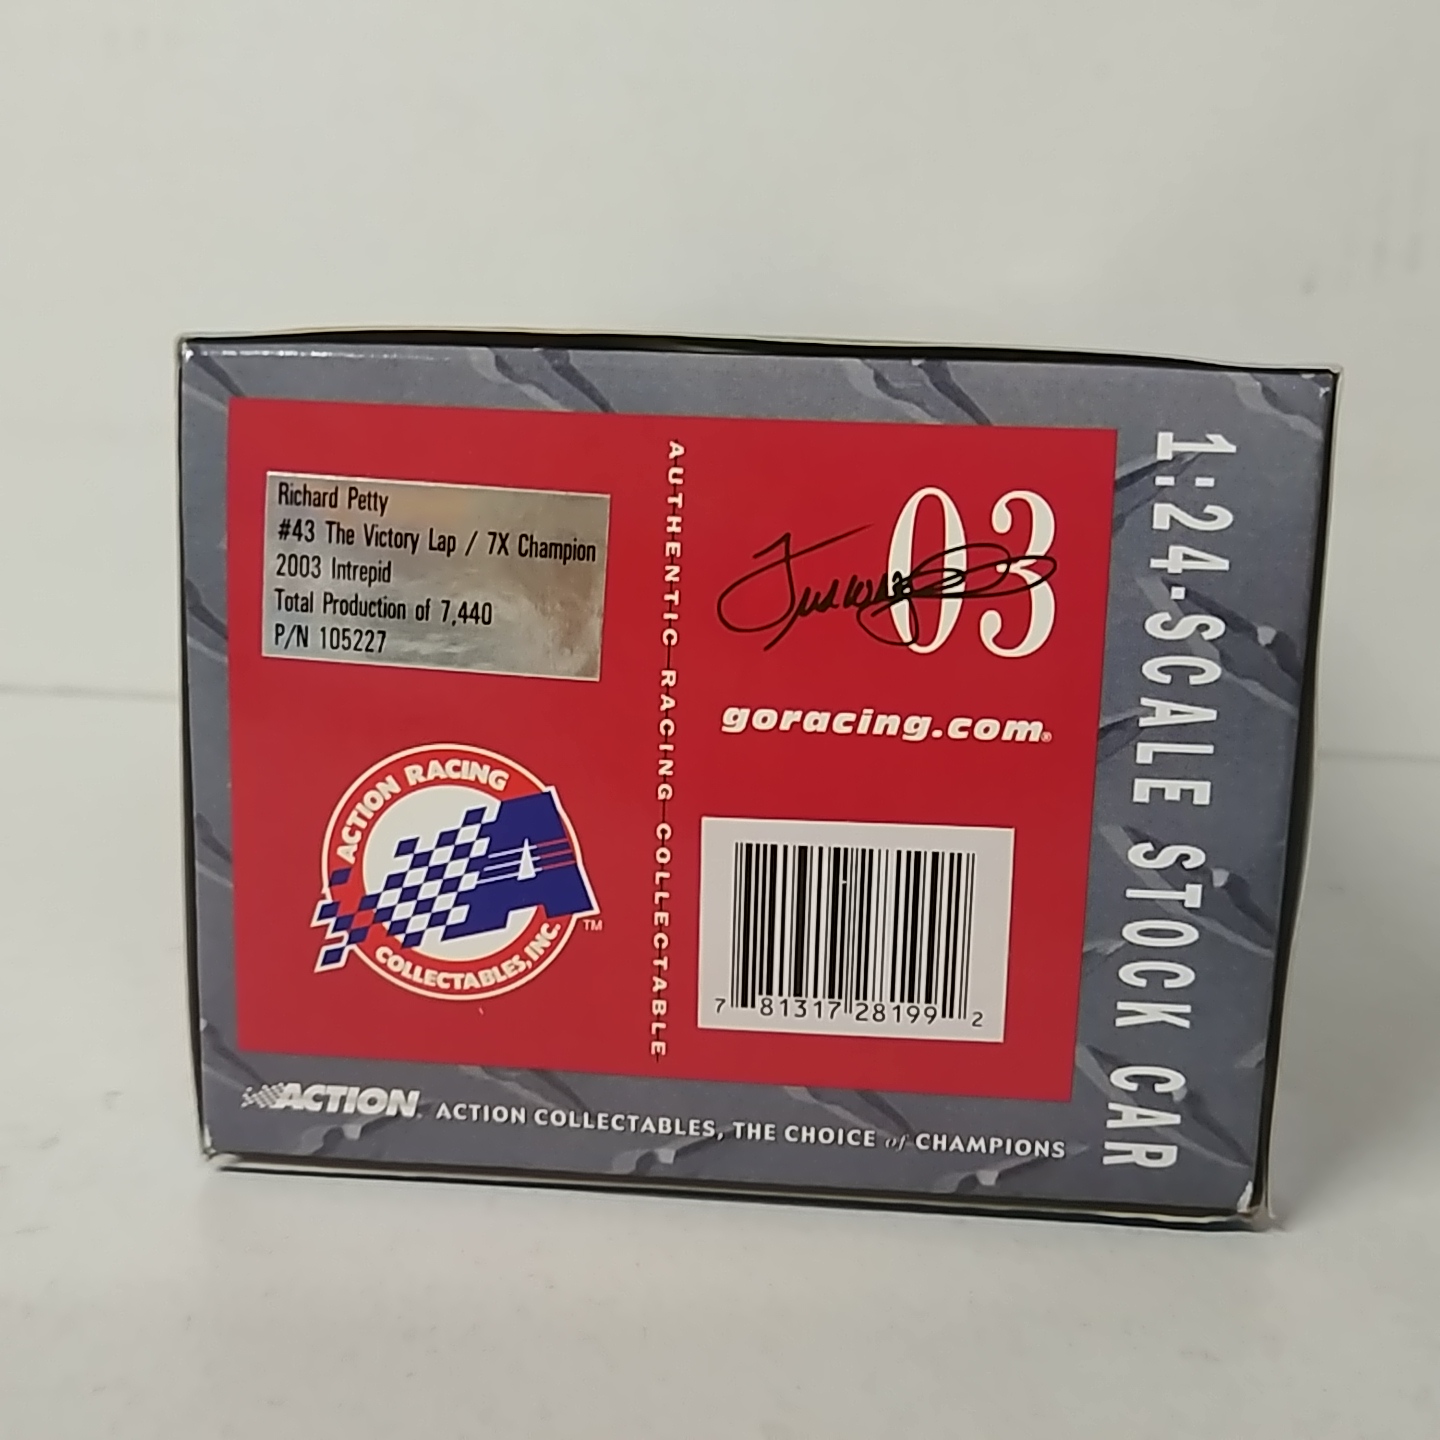 Richard Petty
#43 The Victory Lap / 7X Champion
2003 Intrepid
Total Production of 7,440
P/N 105227
ACTION RACING
COLLECTABLES, INC.
A
TM
AUTHENTIC RACING COLLECTABLE
03
goracing.com®
7 81317 28199 2
1:24-SCALE STOCK CAR
ACTION
ACTION COLLECTABLES, THE CHOICE of CHAMPIONS